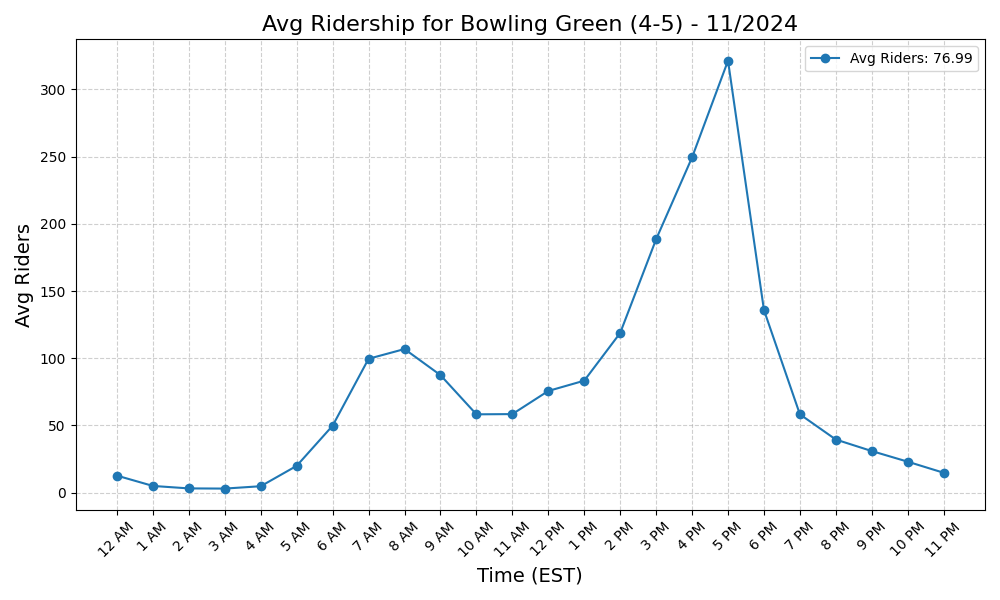 Avg Ridership for Bowling Green (4-5) - 11/2024
Avg Riders: 76.99
Avg Riders
300
250
200
150
100
50
0
12 AM
1 AM
2 AM
3 AM
4 AM
5 AM
6 AM
7 AM
8 AM
9 AM
10 AM
11 AM
12 PM
1 PM
2 PM
3 PM
4 PM
5 PM
6 PM
7 PM
8 PM
9 PM
10 PM
11 PM
Time (EST)